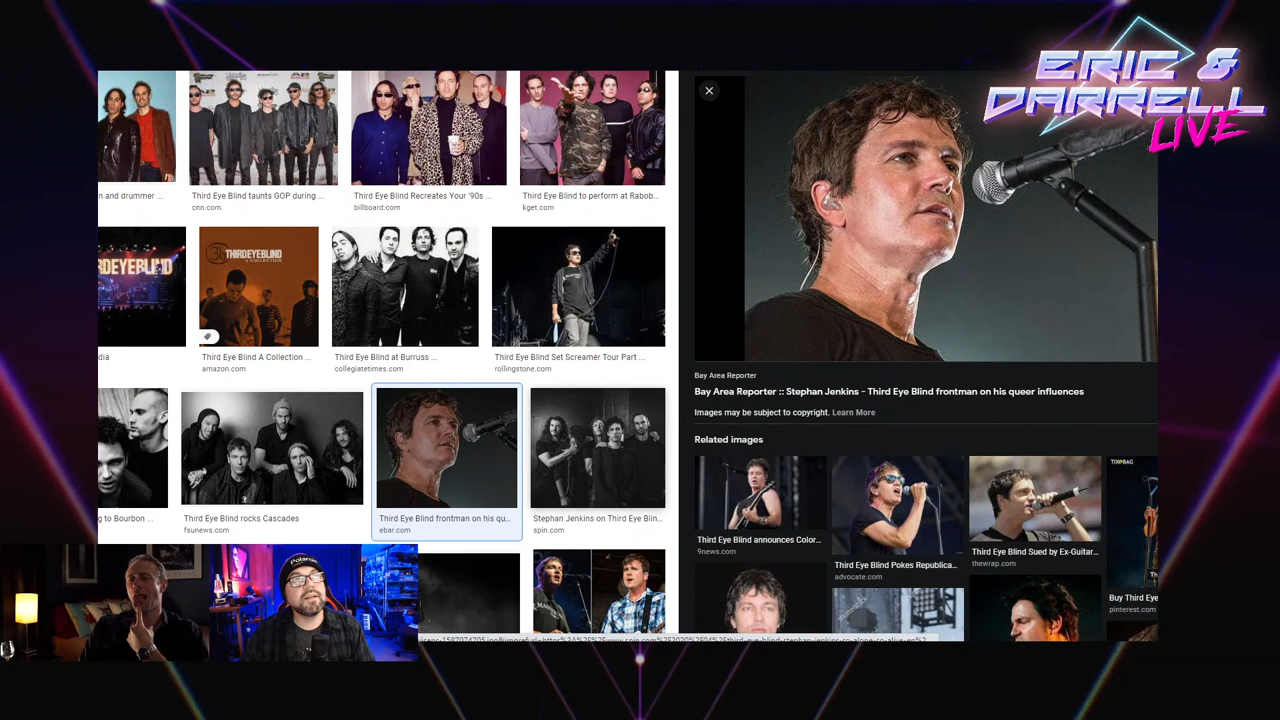 ERIC &
DARRELL
LIVE
n and drummer ...
Third Eye Blind taunts GOP during ...
cnn.com
Third Eye Blind Recreates Your '90s ...
billboard.com
Third Eye Blind to perform at Rabob...
kget.com
RDEYEBLIND
THIRDEYEBLIND
A COLLECTION
dia
Third Eye Blind A Collection ...
amazon.com
Third Eye Blind at Burruss ...
collegiatetimes.com
Third Eye Blind Set Screamer Tour Part ...
rollingstone.com
g to Bourbon ...
Third Eye Blind rocks Cascades
fsunews.com
Third Eye Blind frontman on his qu...
ebar.com
Stephan Jenkins on Third Eye Blin...
spin.com
Bay Area Reporter
Bay Area Reporter :: Stephan Jenkins - Third Eye Blind frontman on his queer influences
Images may be subject to copyright. Learn More
Related images
Third Eye Blind announces Color...
9news.com
Third Eye Blind Pokes Republica...
advocate.com
Third Eye Blind Sued by Ex-Guitar...
thewrap.com
Buy Third Eye
pinterest.com
Polaroid